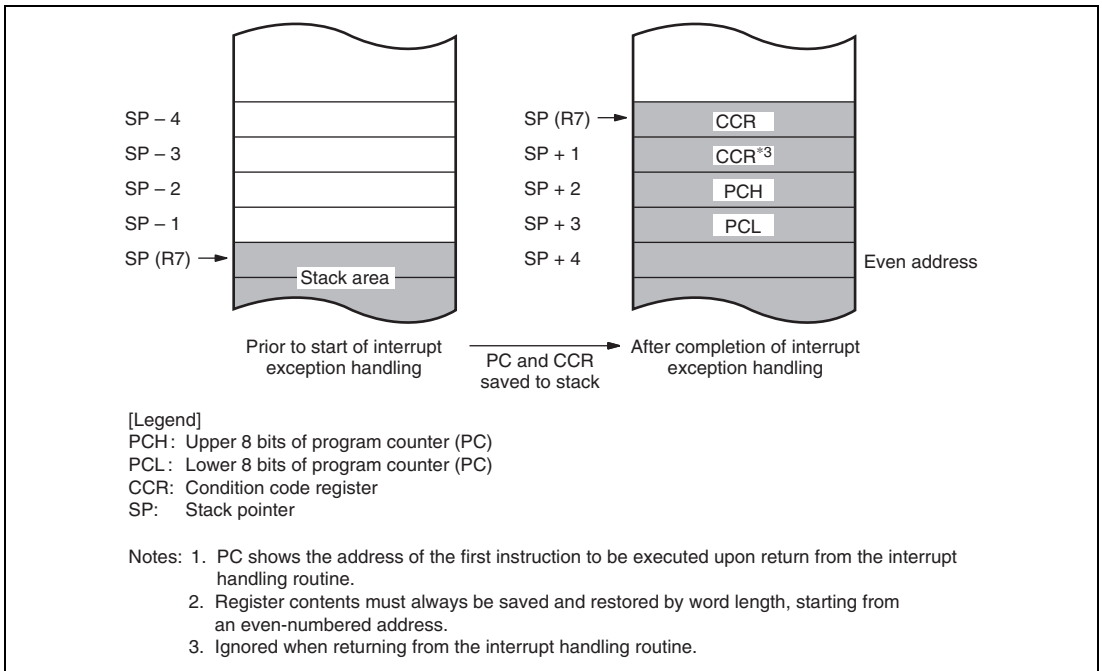 SP – 4
SP – 3
SP – 2
SP – 1
SP (R7)
Stack area
SP (R7)
SP + 1
SP + 2
SP + 3
SP + 4
CCR
CCR*3
PCH
PCL
Even address
Prior to start of interrupt
exception handling
PC and CCR
saved to stack
After completion of interrupt
exception handling
[Legend]
PCH: Upper 8 bits of program counter (PC)
PCL: Lower 8 bits of program counter (PC)
CCR: Condition code register
SP: Stack pointer
Notes: 1. PC shows the address of the first instruction to be executed upon return from the interrupt
handling routine.
2. Register contents must always be saved and restored by word length, starting from
an even-numbered address.
3. Ignored when returning from the interrupt handling routine.